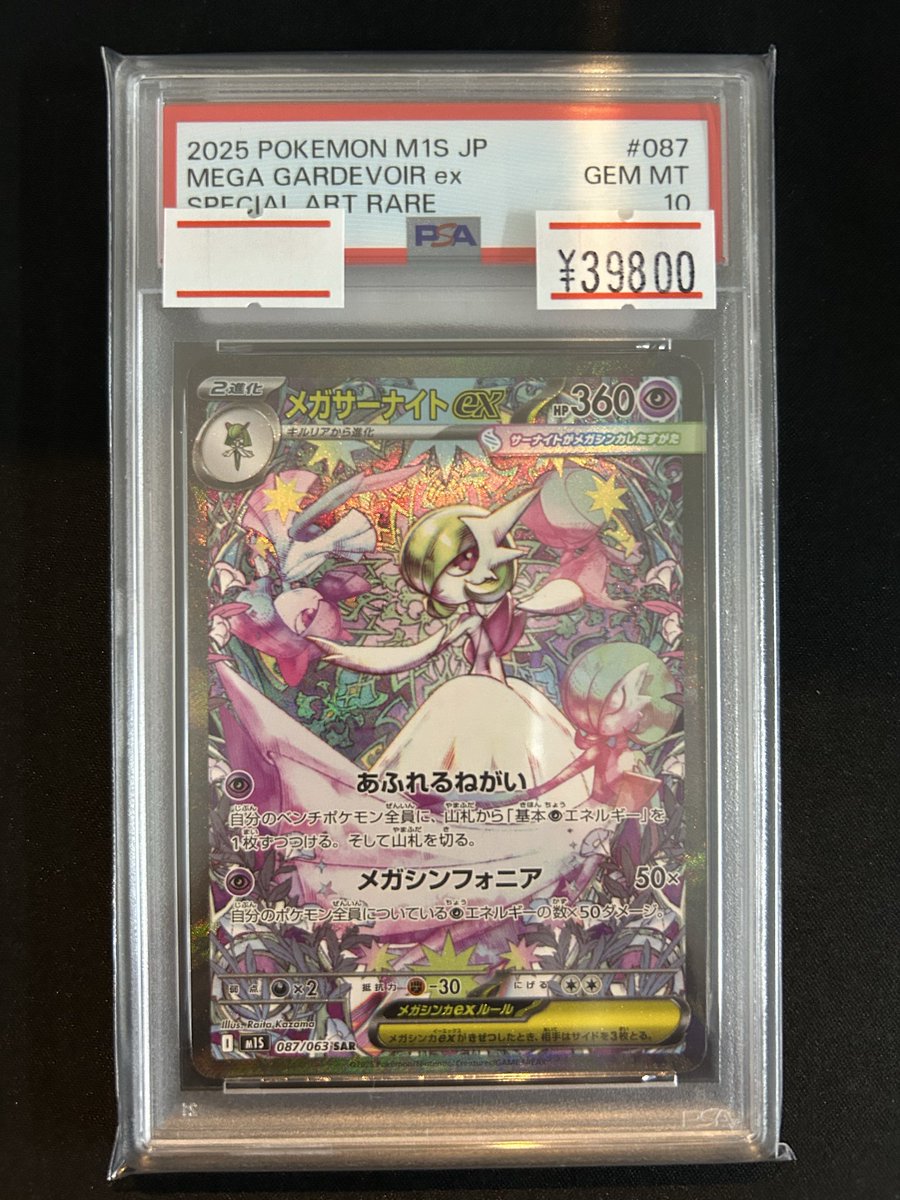 2025 POKEMON M1S JP #087
MEGA GARDEVOIR ex GEM MT
SPECIAL ART RARE 10
PSA
¥39800
2進化
メガサーナイトex HP360
キルリアから進化
サーナイトがメガシンカしたすがた
あふれるねがい
自分のベンチポケモン全員に、山札から「基本エネルギー」を
1枚ずつつける。そして山札を切る。
メガシンフォニア 50×
自分のポケモン全員についているエネルギーの数×50ダメージ。
弱点 ×2 抵抗力 -30 にげる
メガシンカexルール
メガシンカexがきぜつしたとき、相手はサイドを3枚とる。
Illus. Raita Kazama
I M1S 087/063 SAR
©2025 Pokémon/Nintendo/Creatures/GAME FREAK
PSA